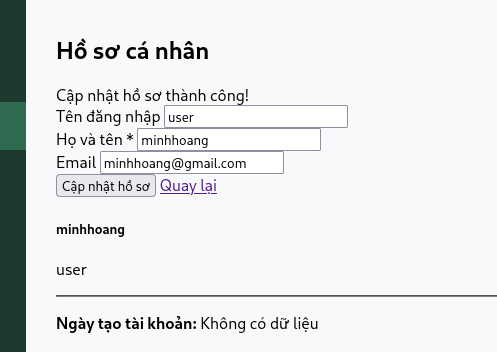 Hồ sơ cá nhân
Cập nhật hồ sơ thành công!
Tên đăng nhập user
Họ và tên * minhhoang
Email minhhoang@gmail.com
Cập nhật hồ sơ Quay lại
minhhoang
user
Ngày tạo tài khoản: Không có dữ liệu